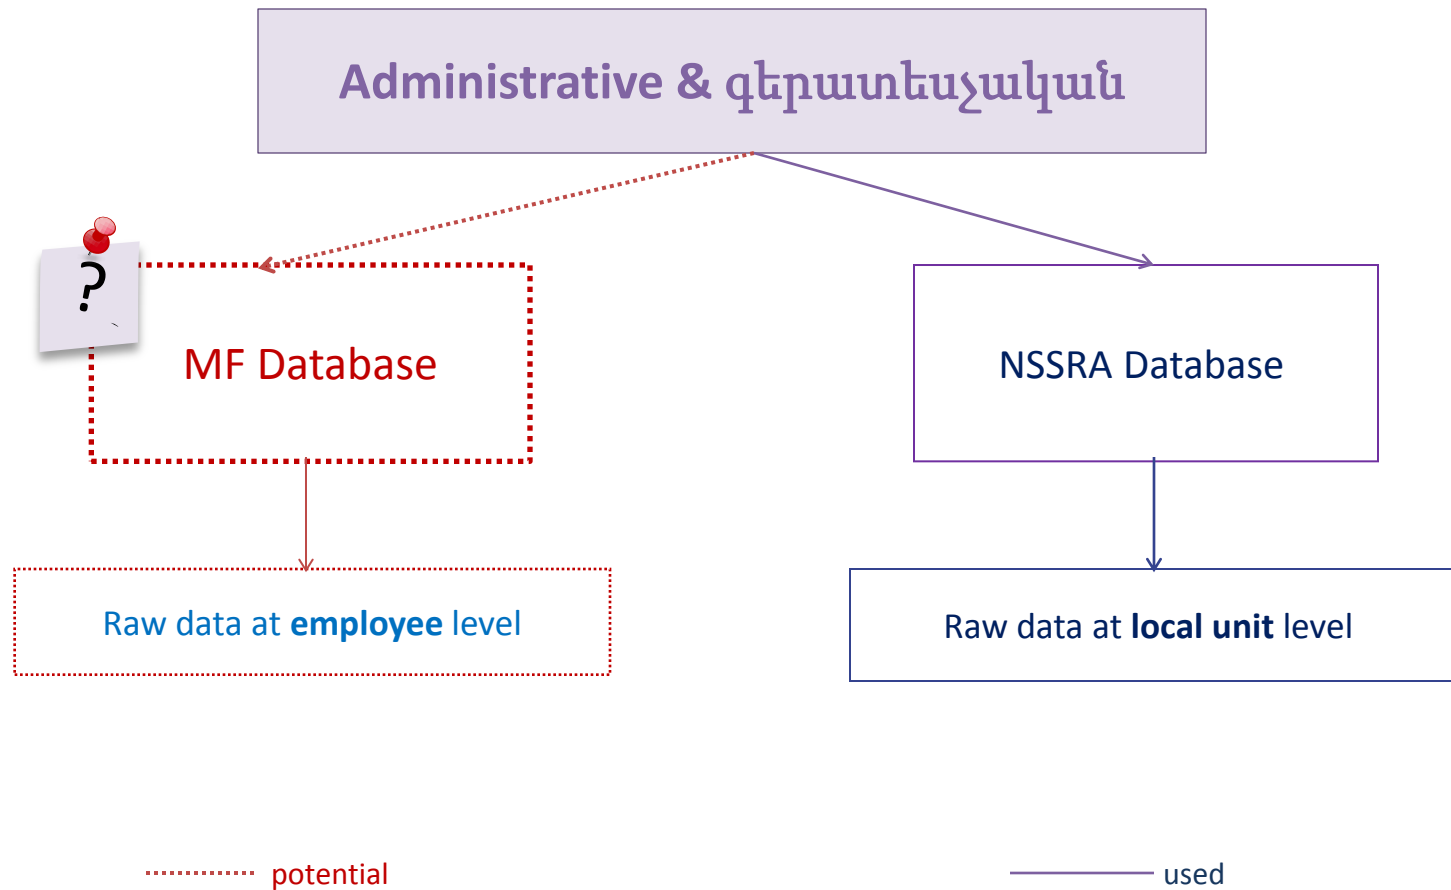 Administrative & գերատեսչական
?
MF Database
NSSRA Database
Raw data at employee level
Raw data at local unit level
potential
used